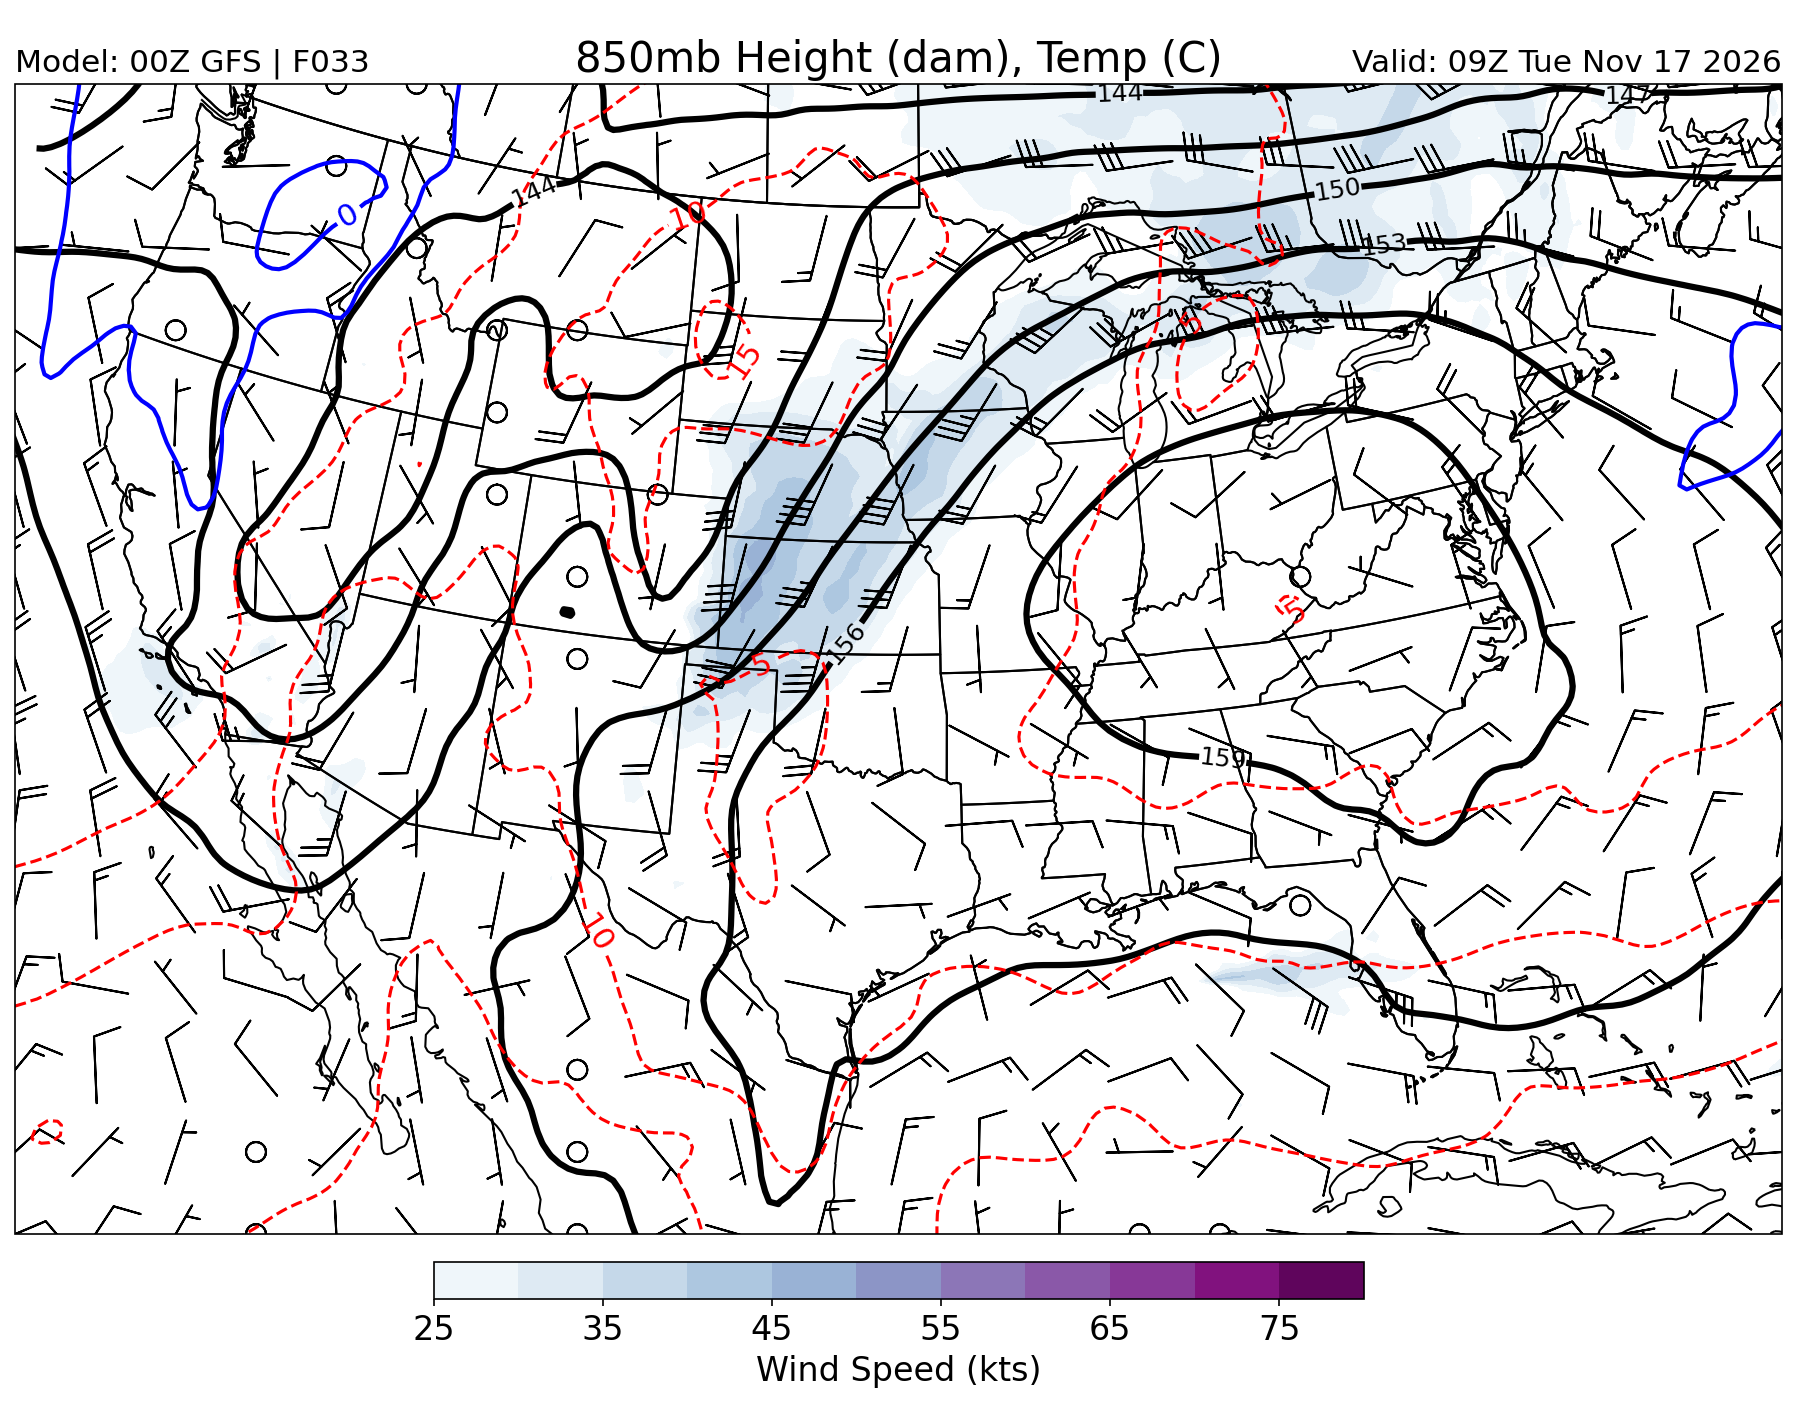 Model: 00Z GFS | F033
850mb Height (dam), Temp (C)
Valid: 09Z Tue Nov 17 2026
144
147
150
144
0
10
153
5
15
5
156
5
159
10
25 35 45 55 65 75
Wind Speed (kts)